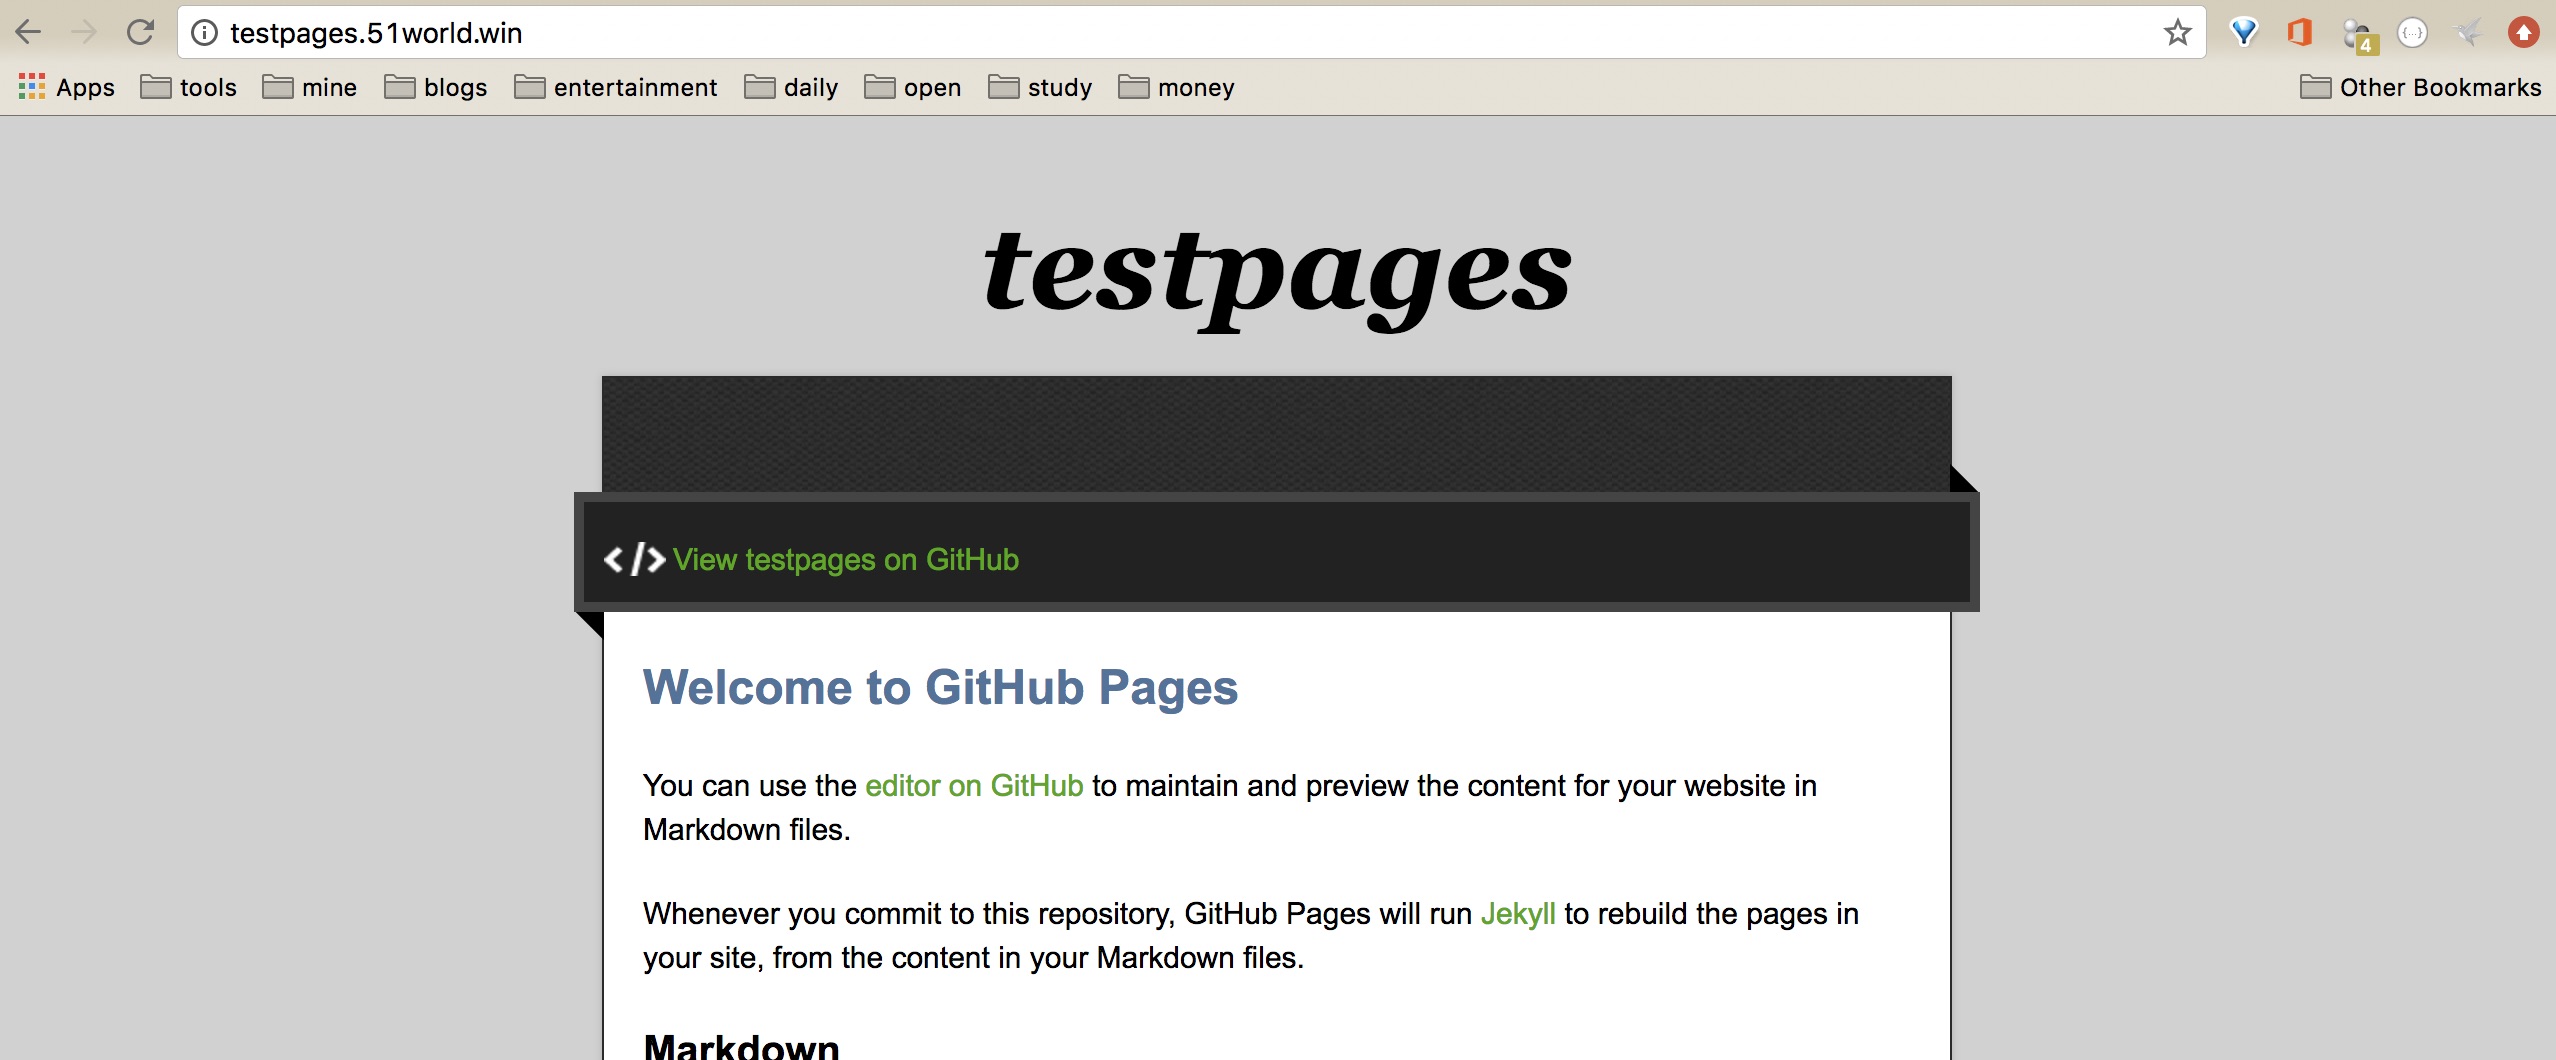 testpages.51world.win
Apps tools mine blogs entertainment daily open study money Other Bookmarks
4
testpages
</> View testpages on GitHub
Welcome to GitHub Pages
You can use the editor on GitHub to maintain and preview the content for your website in
Markdown files.
Whenever you commit to this repository, GitHub Pages will run Jekyll to rebuild the pages in
your site, from the content in your Markdown files.
Markdown